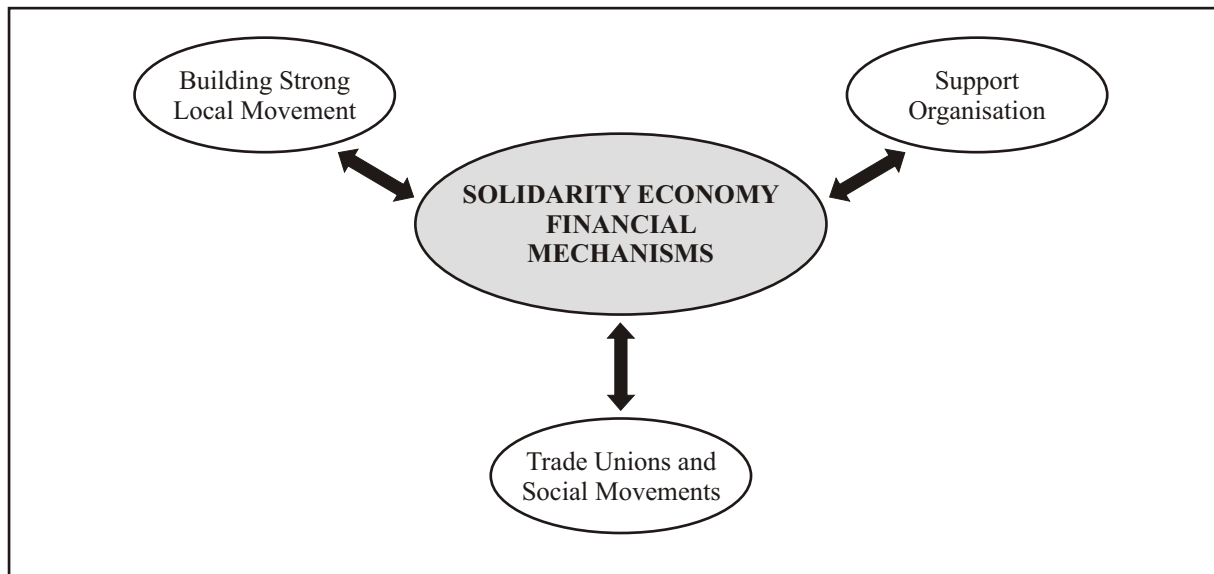 Building Strong
Local Movement
Support
Organisation
SOLIDARITY ECONOMY
FINANCIAL
MECHANISMS
Trade Unions and
Social Movements